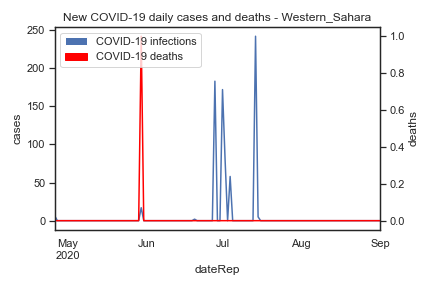 New COVID-19 daily cases and deaths - Western_Sahara
COVID-19 infections
COVID-19 deaths
250
200
150
100
50
0
cases
1.0
0.8
0.6
0.4
0.2
0.0
deaths
May Jun Jul Aug Sep
2020
dateRep